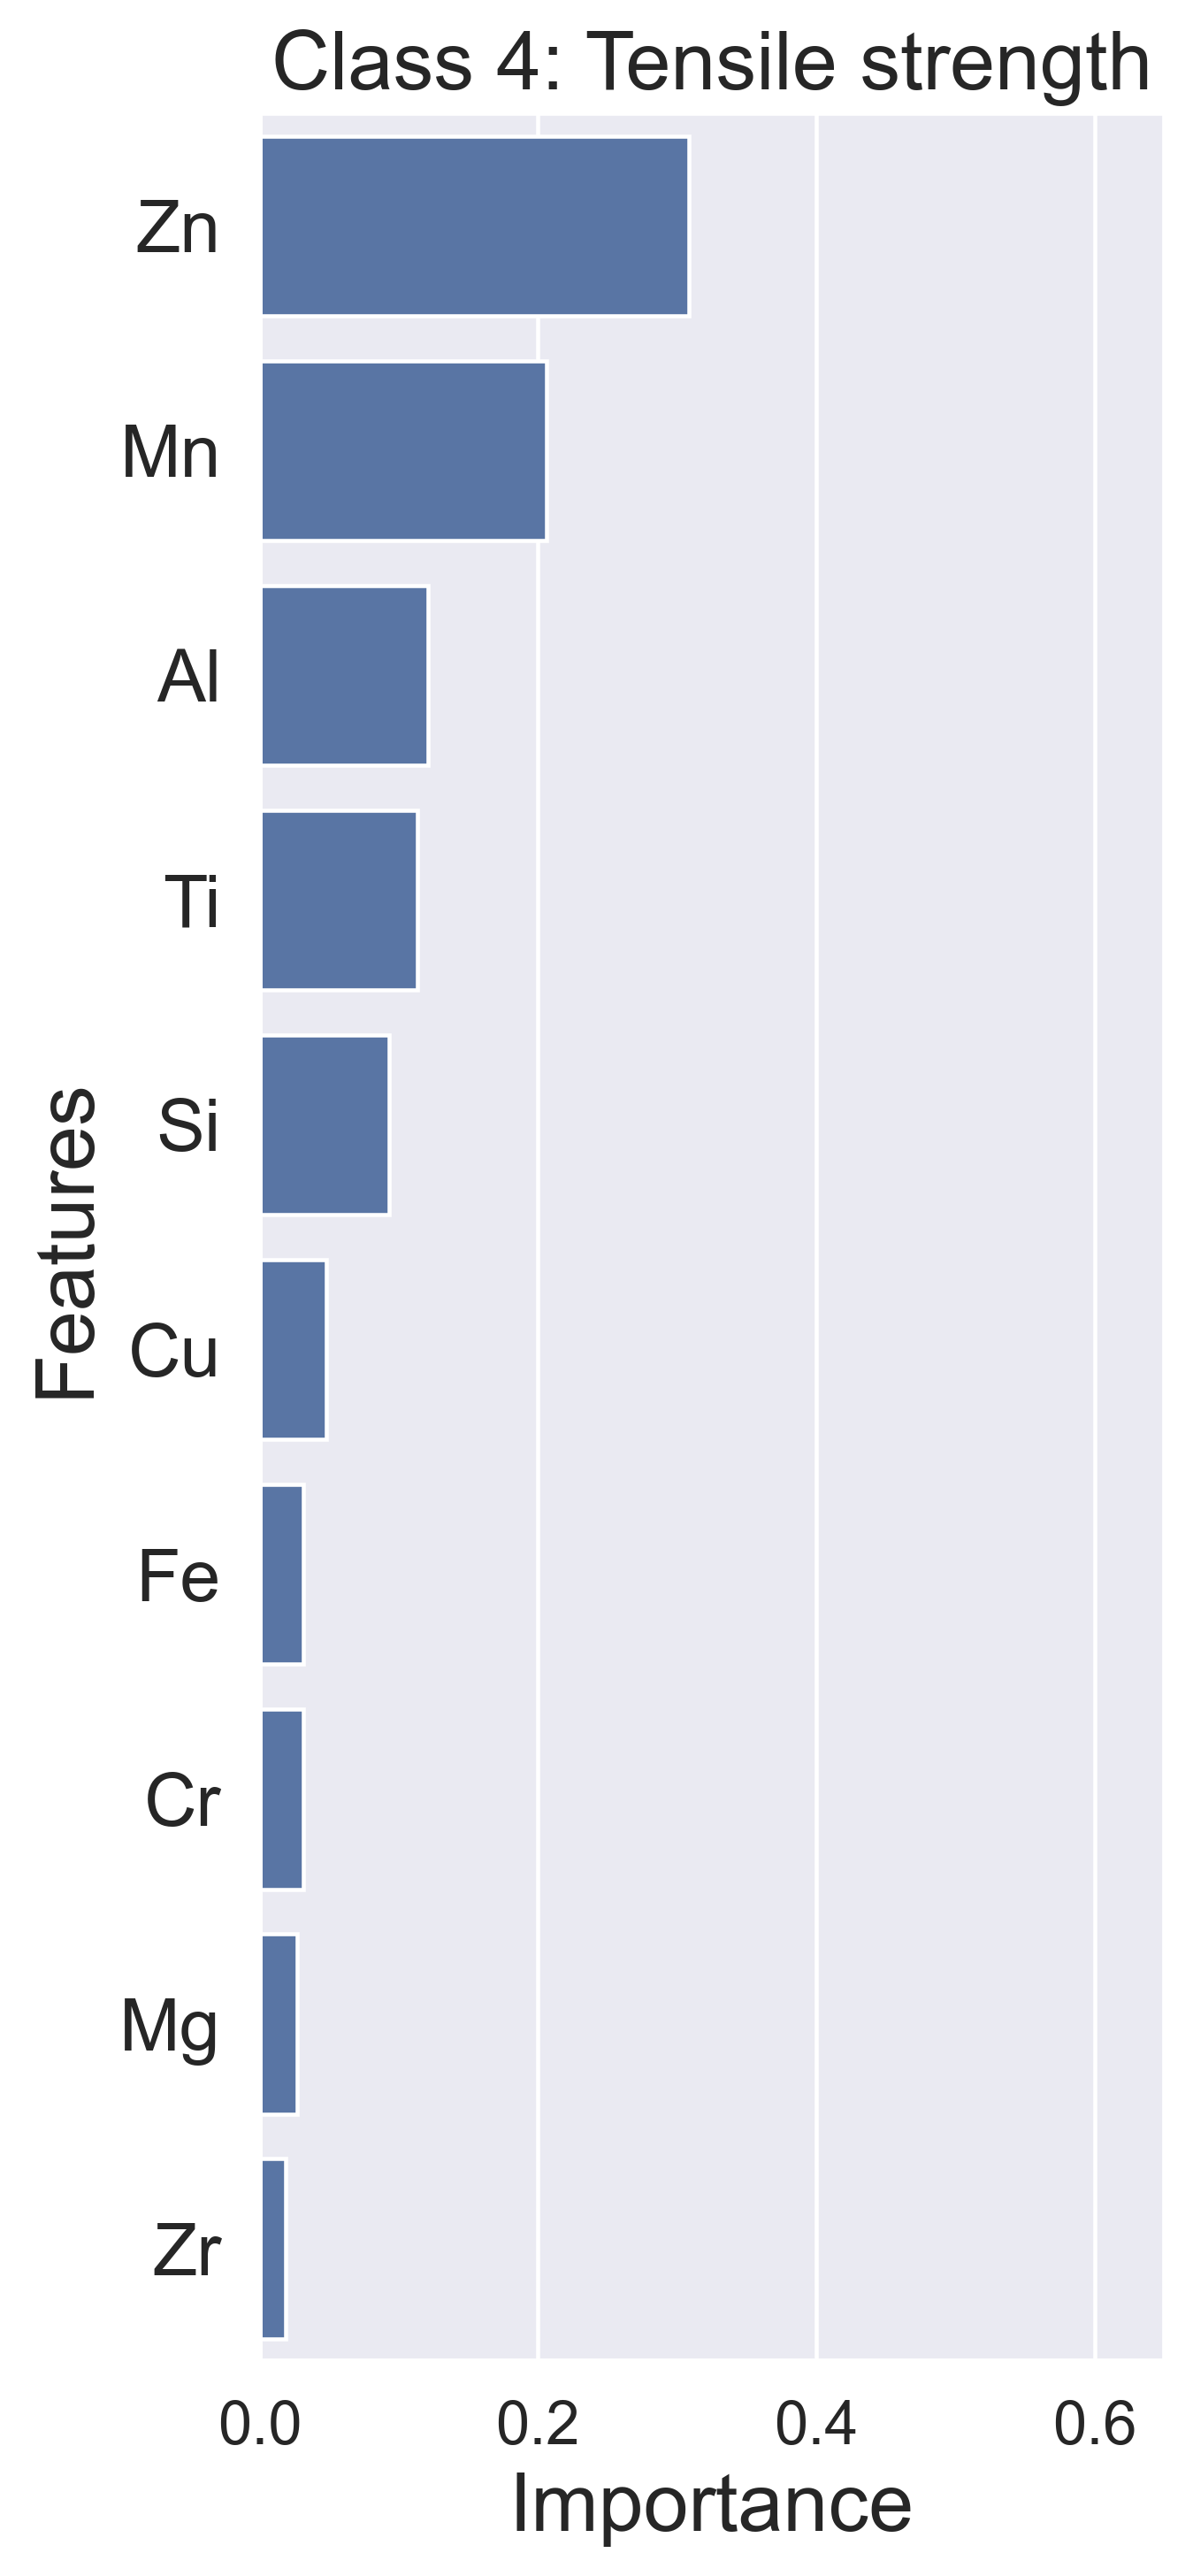 Class 4: Tensile strength
Zn
Mn
Al
Ti
Si
Cu
Fe
Cr
Mg
Zr
Features
0.0 0.2 0.4 0.6
Importance